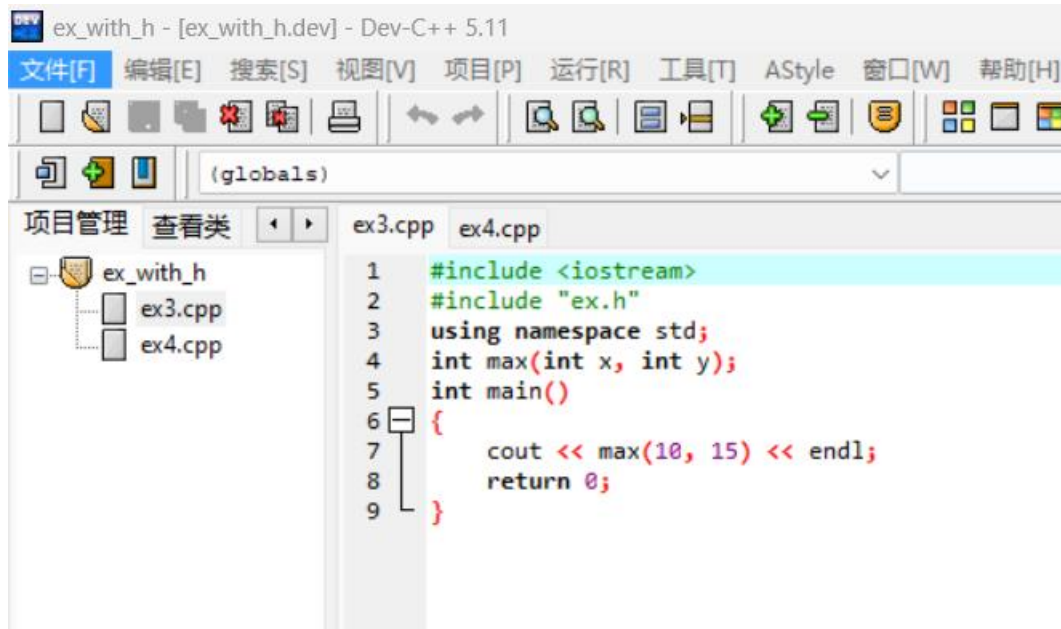 ex_with_h - [ex_with_h.dev] - Dev-C++ 5.11
文件[F] 编辑[E] 搜索[S] 视图[V] 项目[P] 运行[R] 工具[T] AStyle 窗口[W] 帮助[H]
(globals)
项目管理 查看类 ex3.cpp ex4.cpp
ex_with_h
ex3.cpp
ex4.cpp
1 #include <iostream>
2 #include "ex.h"
3 using namespace std;
4 int max(int x, int y);
5 int main()
6 {
7 cout << max(10, 15) << endl;
8 return 0;
9 }